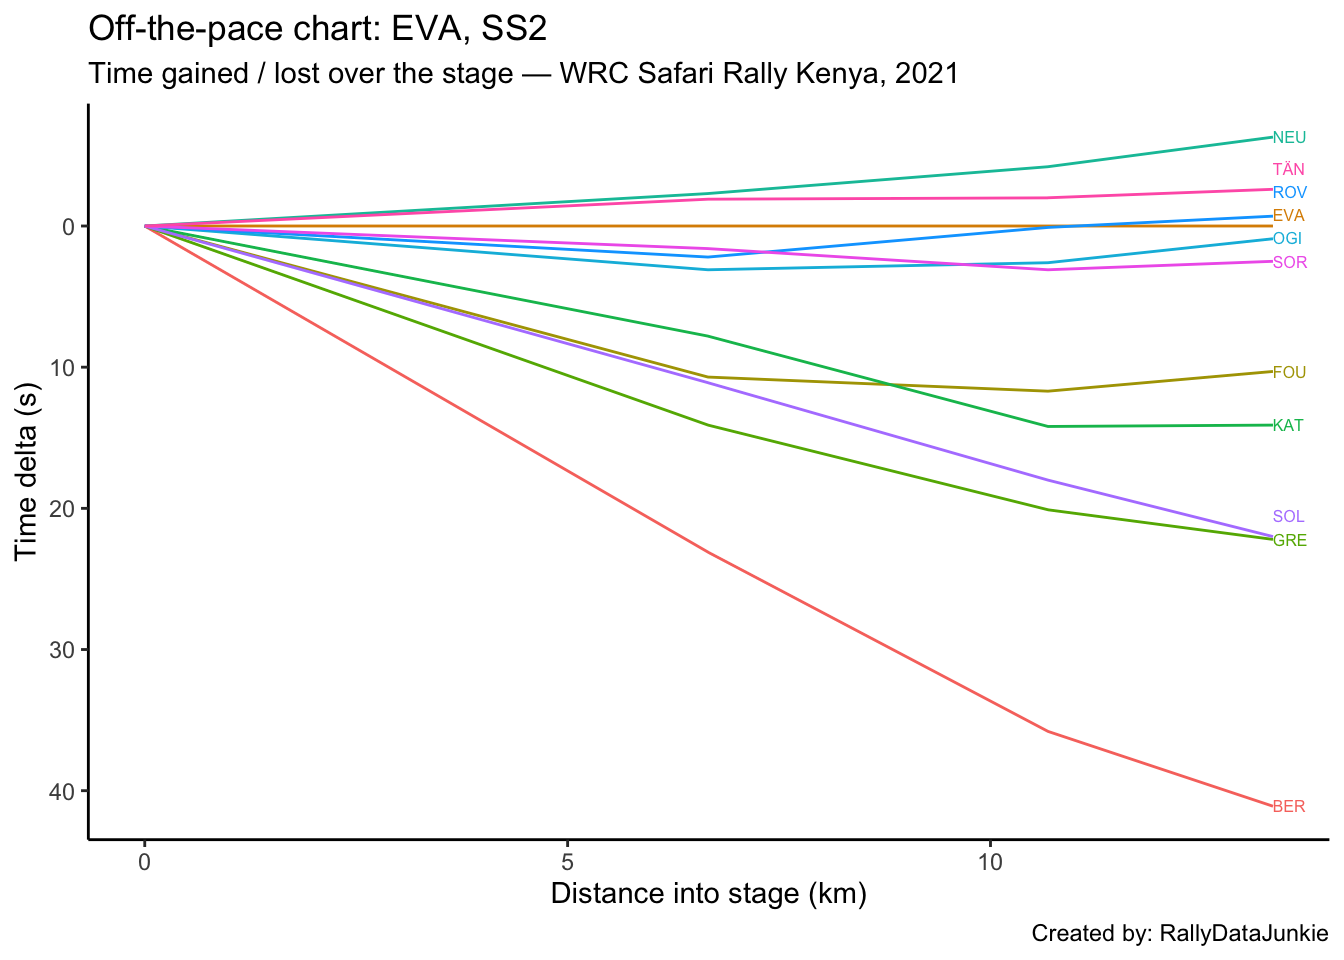 Off-the-pace chart: EVA, SS2
Time gained / lost over the stage — WRC Safari Rally Kenya, 2021
NEU
TÄN
ROV
EVA
OGI
SOR
FOU
KAT
SOL
GRE
BER
0
10
20
30
40
Time delta (s)
0 5 10
Distance into stage (km)
Created by: RallyDataJunkie